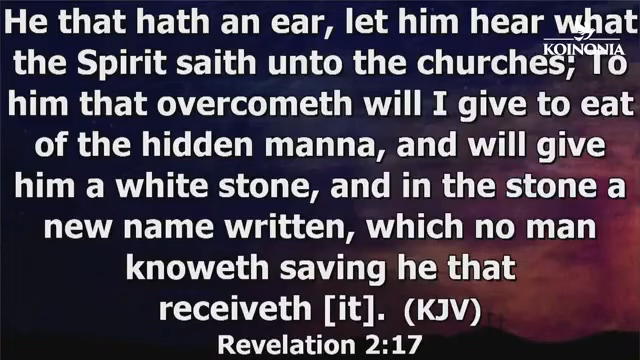 He that hath an ear, let him hear what
the Spirit saith unto the churches; To
him that overcometh will I give to eat
of the hidden manna, and will give
him a white stone, and in the stone a
new name written, which no man
knoweth saving he that
receiveth [it]. (KJV)
Revelation 2:17
KOINONIA